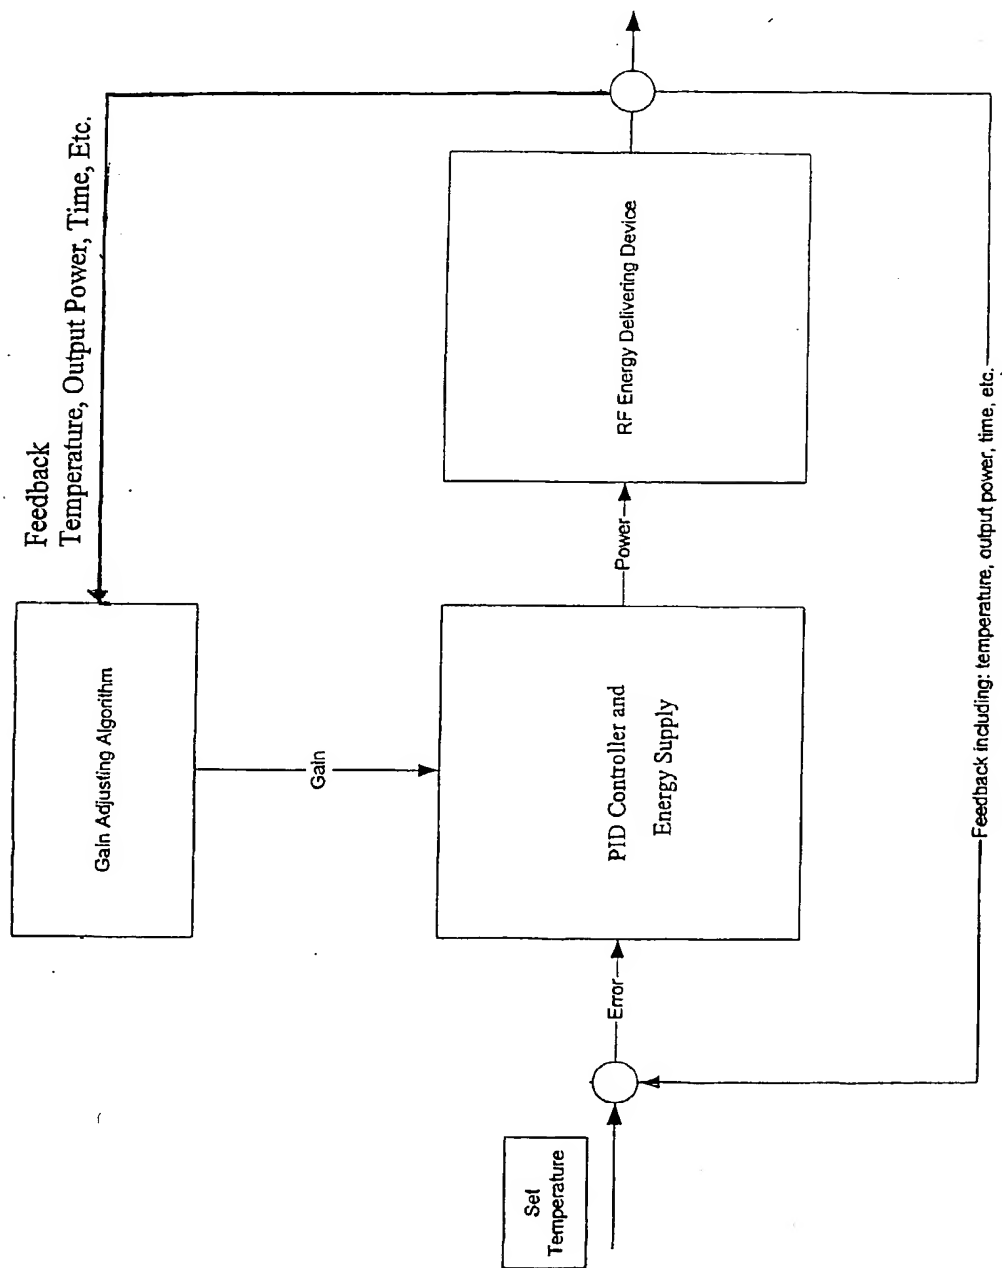 Feedback
Temperature, Output Power, Time, Etc.
Gain Adjusting Algorithm
Gain
Set
Temperature
Error
PID Controller and
Energy Supply
Power
RF Energy Delivering Device
Feedback including: temperature, output power, time, etc.